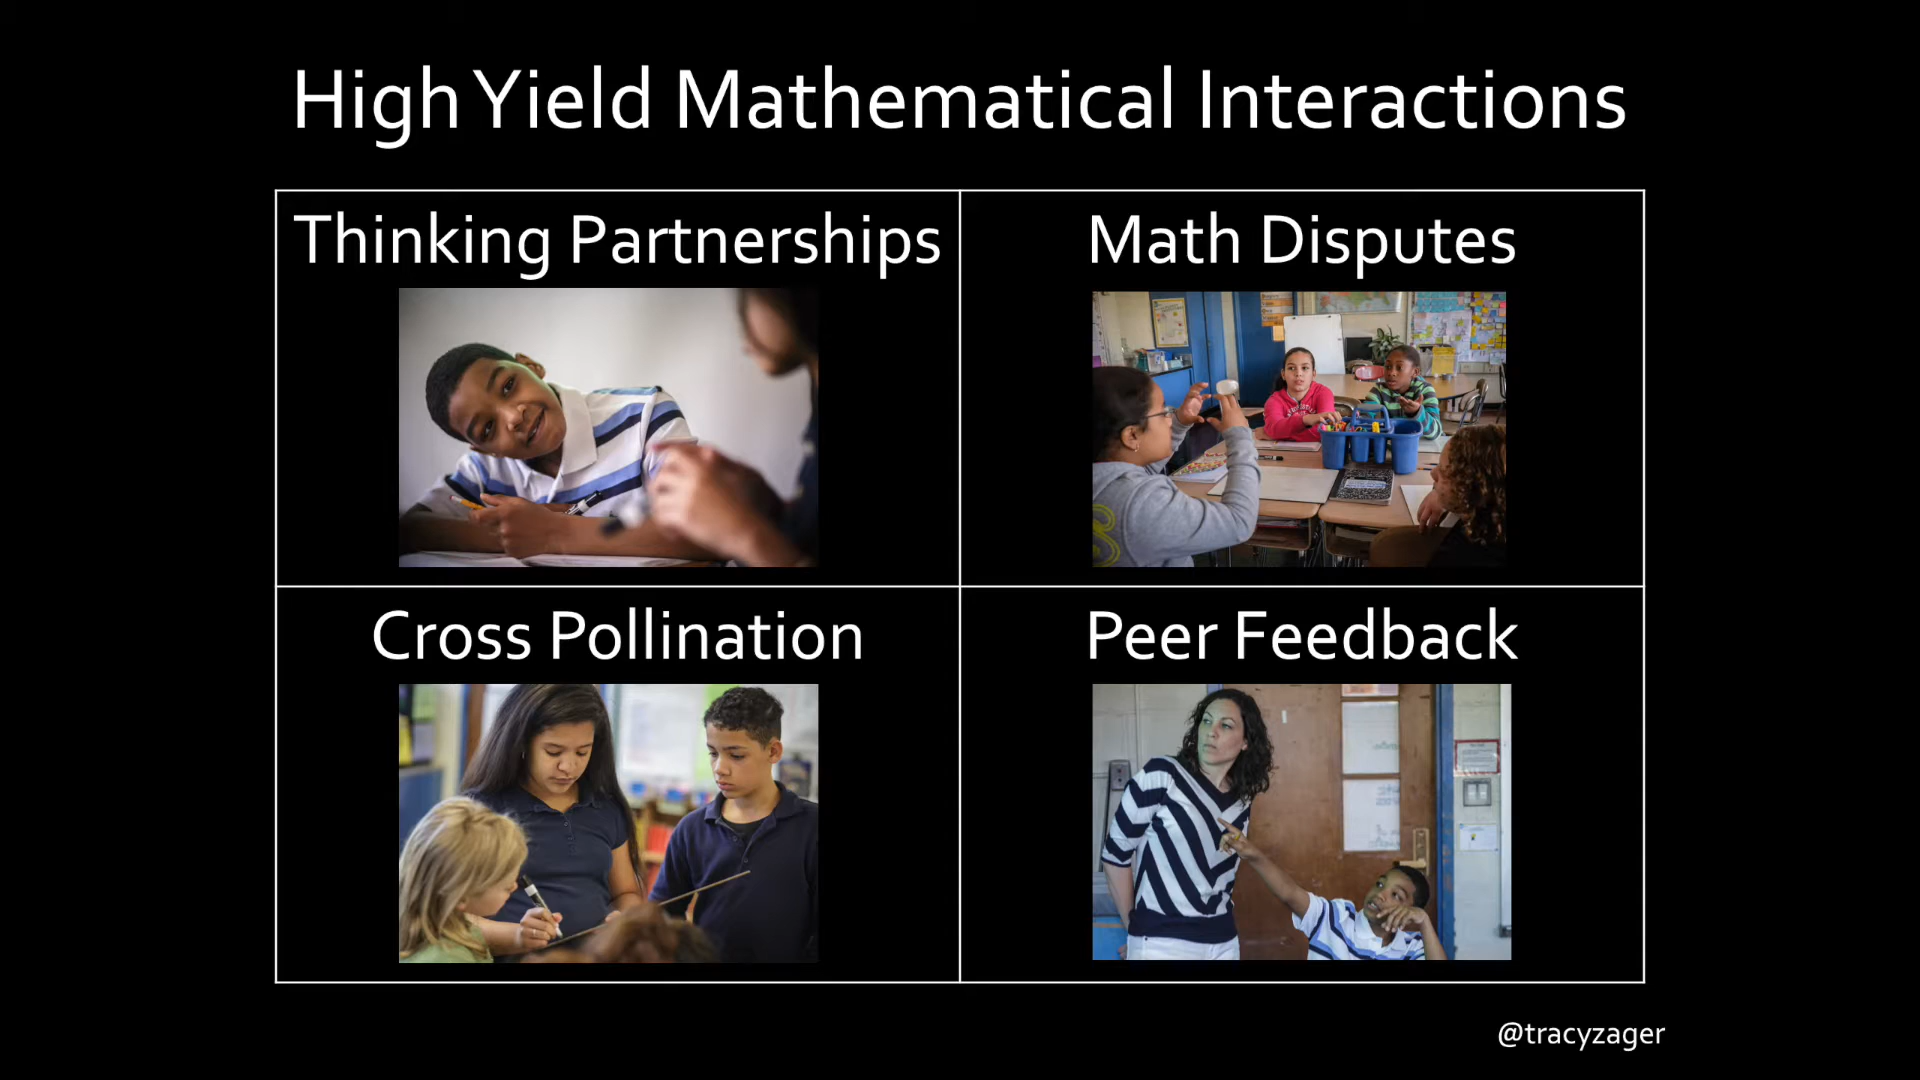 High Yield Mathematical Interactions
Thinking Partnerships
Math Disputes
Cross Pollination
Peer Feedback
@tracyzager